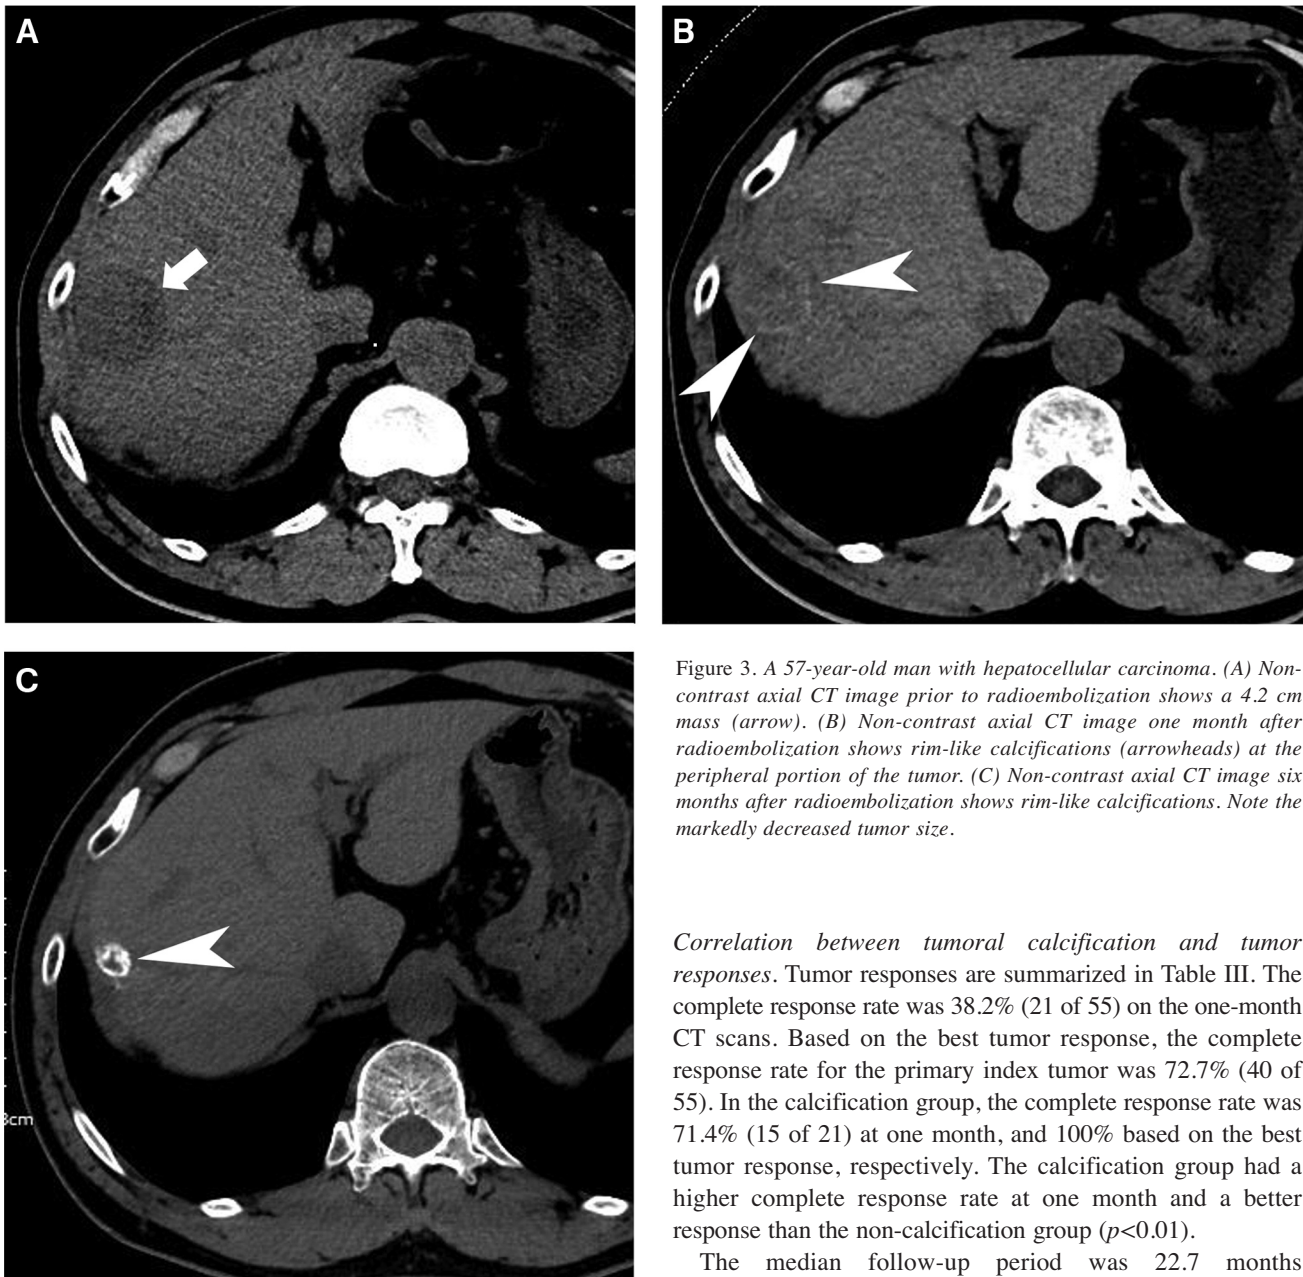 A
B
C
3cm
Figure 3. A 57-year-old man with hepatocellular carcinoma. (A) Non-
contrast axial CT image prior to radioembolization shows a 4.2 cm
mass (arrow). (B) Non-contrast axial CT image one month after
radioembolization shows rim-like calcifications (arrowheads) at the
peripheral portion of the tumor. (C) Non-contrast axial CT image six
months after radioembolization shows rim-like calcifications. Note the
markedly decreased tumor size.
Correlation between tumoral calcification and tumor
responses. Tumor responses are summarized in Table III. The
complete response rate was 38.2% (21 of 55) on the one-month
CT scans. Based on the best tumor response, the complete
response rate for the primary index tumor was 72.7% (40 of
55). In the calcification group, the complete response rate was
71.4% (15 of 21) at one month, and 100% based on the best
tumor response, respectively. The calcification group had a
higher complete response rate at one month and a better
response than the non-calcification group (p<0.01).
The median follow-up period was 22.7 months